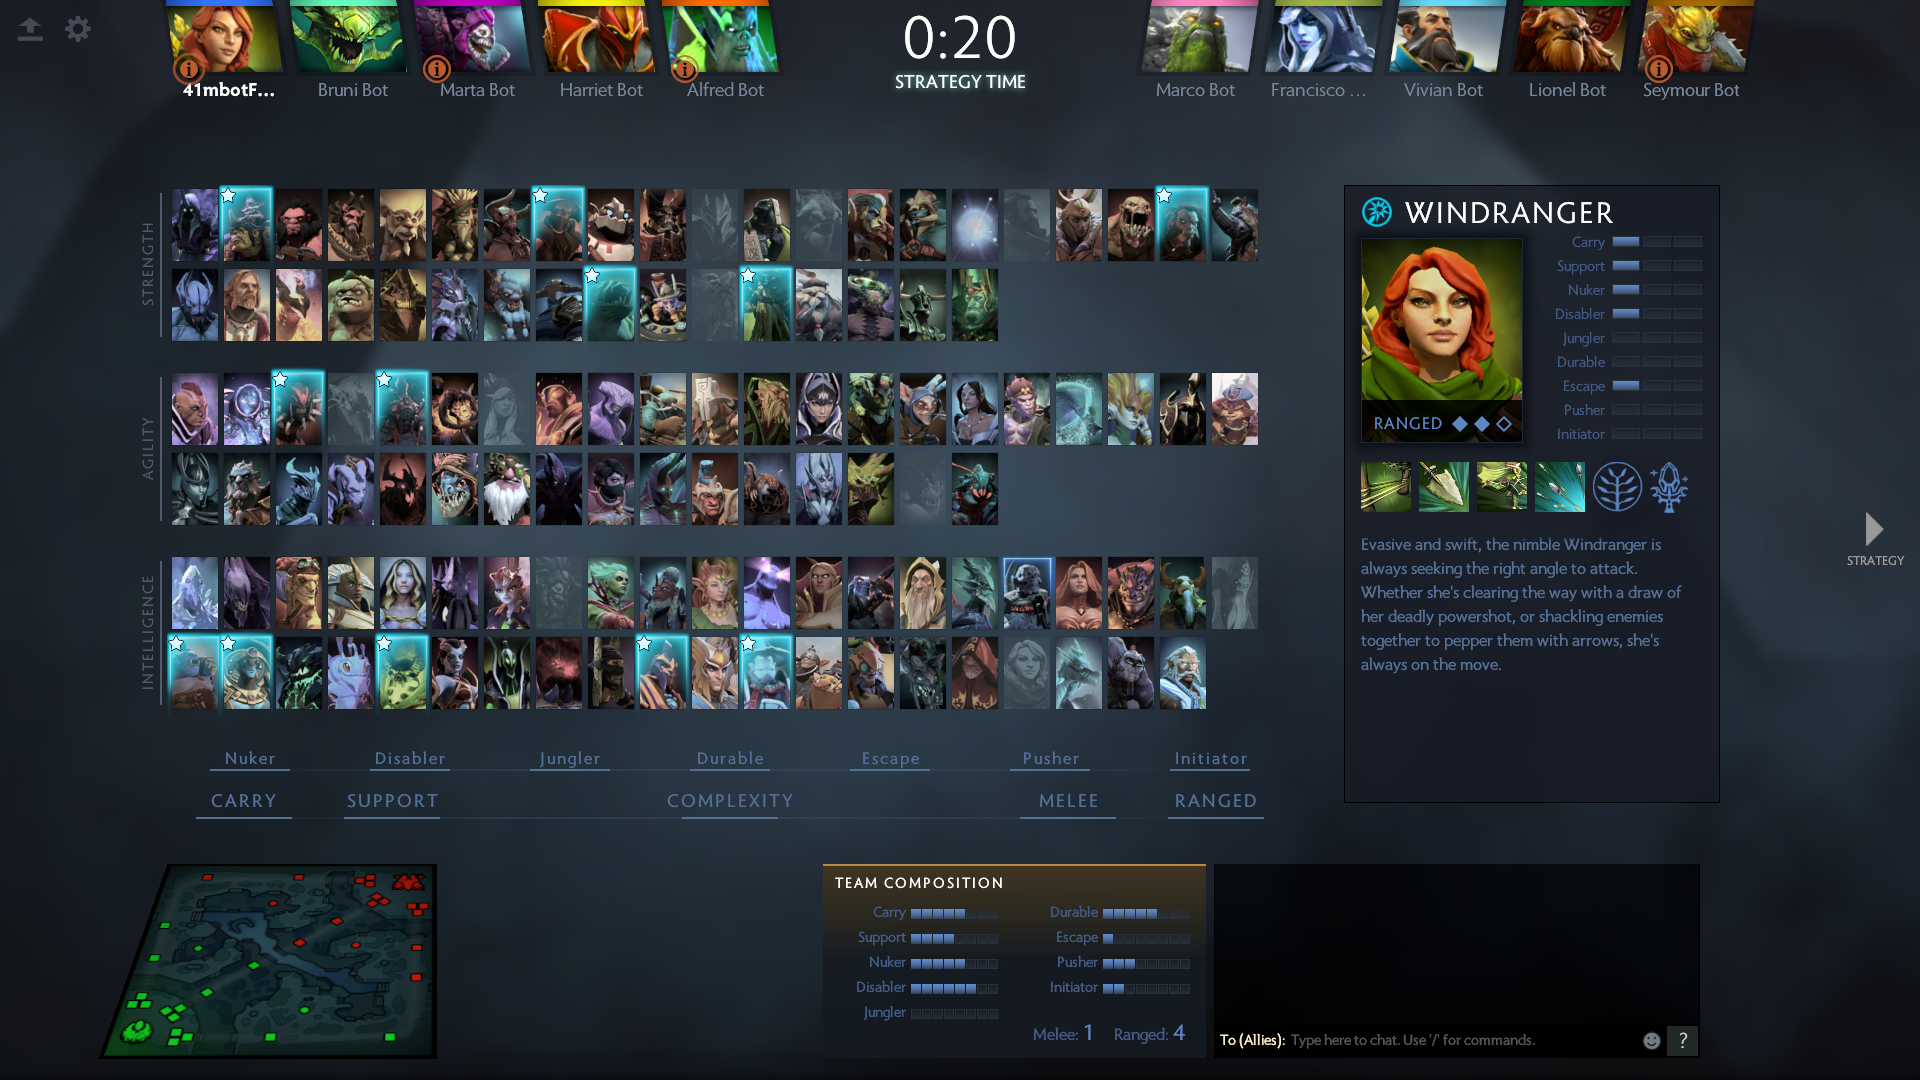 41mbotF...
Bruni Bot
Marta Bot
Harriet Bot
Alfred Bot
0:20
STRATEGY TIME
Marco Bot
Francisco ...
Vivian Bot
Lionel Bot
Seymour Bot
STRENGTH
AGILITY
INTELLIGENCE
WINDRANGER
Carry
Support
Nuker
Disabler
Jungler
Durable
Escape
Pusher
Initiator
RANGED
Evasive and swift, the nimble Windranger is
always seeking the right angle to attack.
Whether she's clearing the way with a draw of
her deadly powershot, or shackling enemies
together to pepper them with arrows, she's
always on the move.
STRATEGY
Nuker
Disabler
Jungler
Durable
Escape
Pusher
Initiator
CARRY
SUPPORT
COMPLEXITY
MELEE
RANGED
TEAM COMPOSITION
Carry
Support
Nuker
Disabler
Jungler
Durable
Escape
Pusher
Initiator
Melee: 1 Ranged: 4
To (Allies): Type here to chat. Use '/' for commands.
?